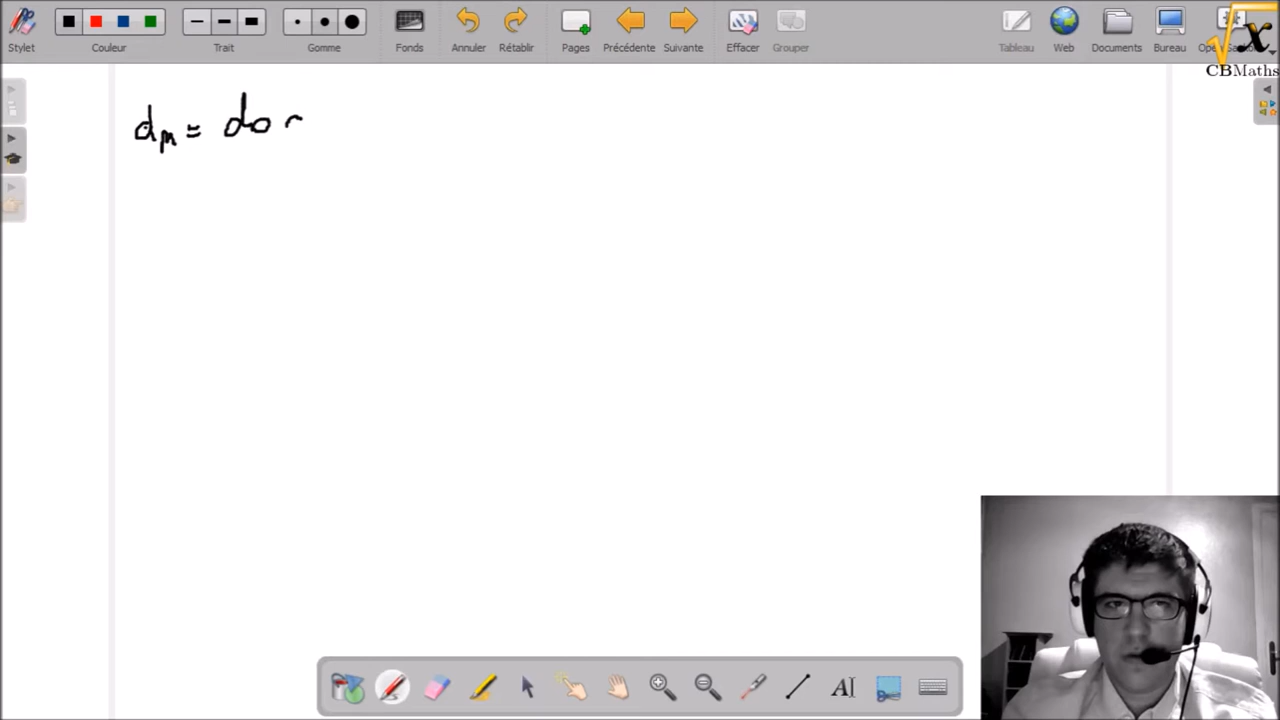 Stylet Couleur Trait Gomme Fonds Annuler Rétablir Pages Précédente Suivante Effacer Grouper Tableau Web Documents Bureau
CBMaths
dₙ = do r